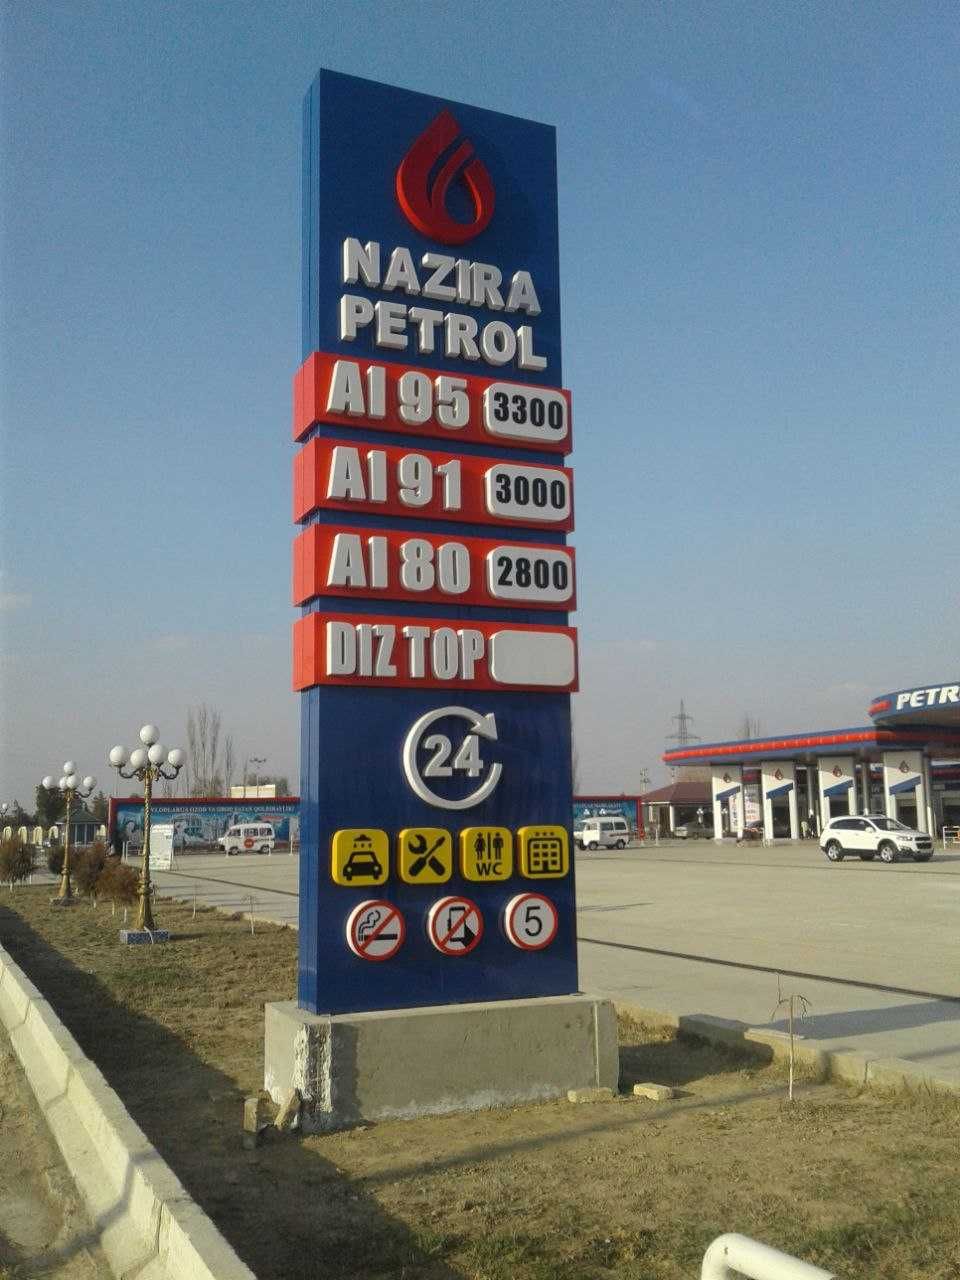 NAZIRA
PETROL
AI 95 3300
AI 91 3000
AI 80 2800
DIZ TOP
24
WC
5
PETR